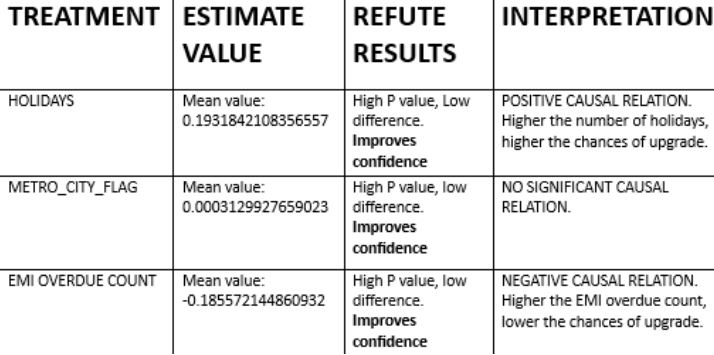 TREATMENT
ESTIMATE
VALUE
REFUTE
RESULTS
INTERPRETATION
HOLIDAYS
Mean value:
0.1931842108356557
High P value, Low
difference.
Improves
confidence
POSITIVE CAUSAL RELATION.
Higher the number of holidays,
higher the chances of upgrade.
METRO_CITY_FLAG
Mean value:
0.0003129927659023
High P value, low
difference.
Improves
confidence
NO SIGNIFICANT CAUSAL
RELATION.
EMI OVERDUE COUNT
Mean value:
-0.185572144860932
High P value, low
difference.
Improves
confidence
NEGATIVE CAUSAL RELATION.
Higher the EMI overdue count,
lower the chances of upgrade.